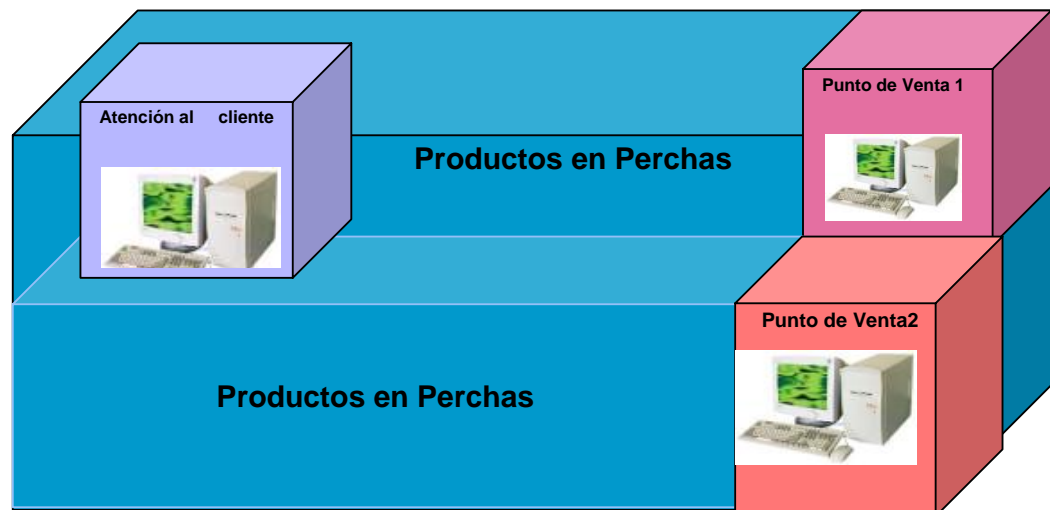 Punto de Venta 1
Atención al cliente
Productos en Perchas
Punto de Venta2
Productos en Perchas